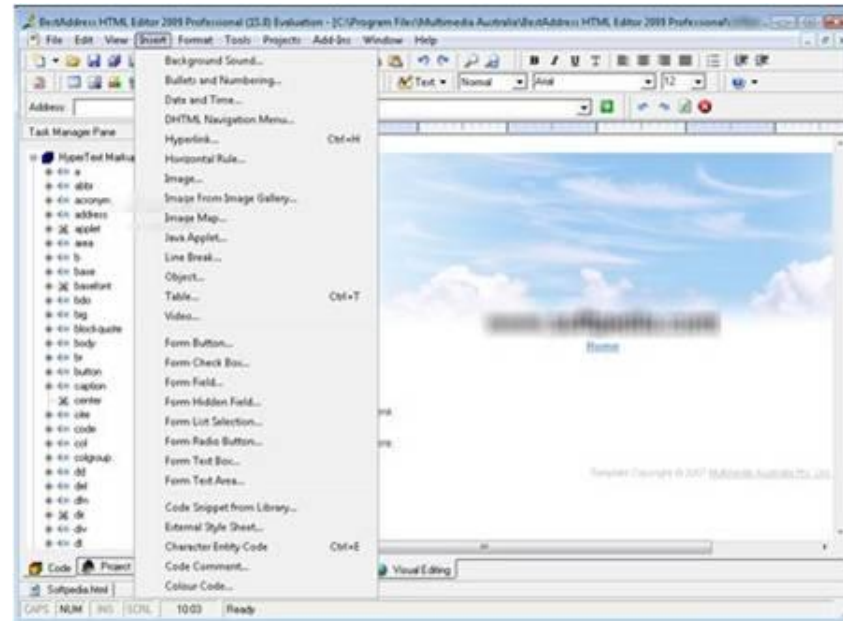 BestAddress HTML Editor 2009 Professional (15.0) Evaluation - [C:\Program Files\Multimedia Australia\BestAddress HTML Editor 2009 Professional\
File Edit View Insert Format Tools Projects Add-Ins Window Help
B I U T
Text Normal Arial 12
Address:
Task Manager Pane
HyperText Markup
a
abbr
acronym
address
applet
area
b
base
basefont
bdo
big
blockquote
body
br
button
caption
center
cite
code
col
colgroup
dd
del
dfn
dir
div
dl
Background Sound...
Bullets and Numbering...
Date and Time...
DHTML Navigation Menu...
Hyperlink... Ctrl+H
Horizontal Rule...
Image...
Image From Image Gallery...
Image Map...
Java Applet...
Line Break...
Object...
Table... Ctrl+T
Video...
Form Button...
Form Check Box...
Form Field...
Form Hidden Field...
Form List Selection...
Form Radio Button...
Form Text Box...
Form Text Area...
Code Snippet from Library...
External Style Sheet...
Character Entity Code Ctrl+E
Code Comment...
Colour Code...
Home
Template Copyright © 2007 Multimedia Australia Pty. Ltd.
Code Project
Visual Editing
Softpedia.html
CAPS NUM INS SCRL 10:03 Ready